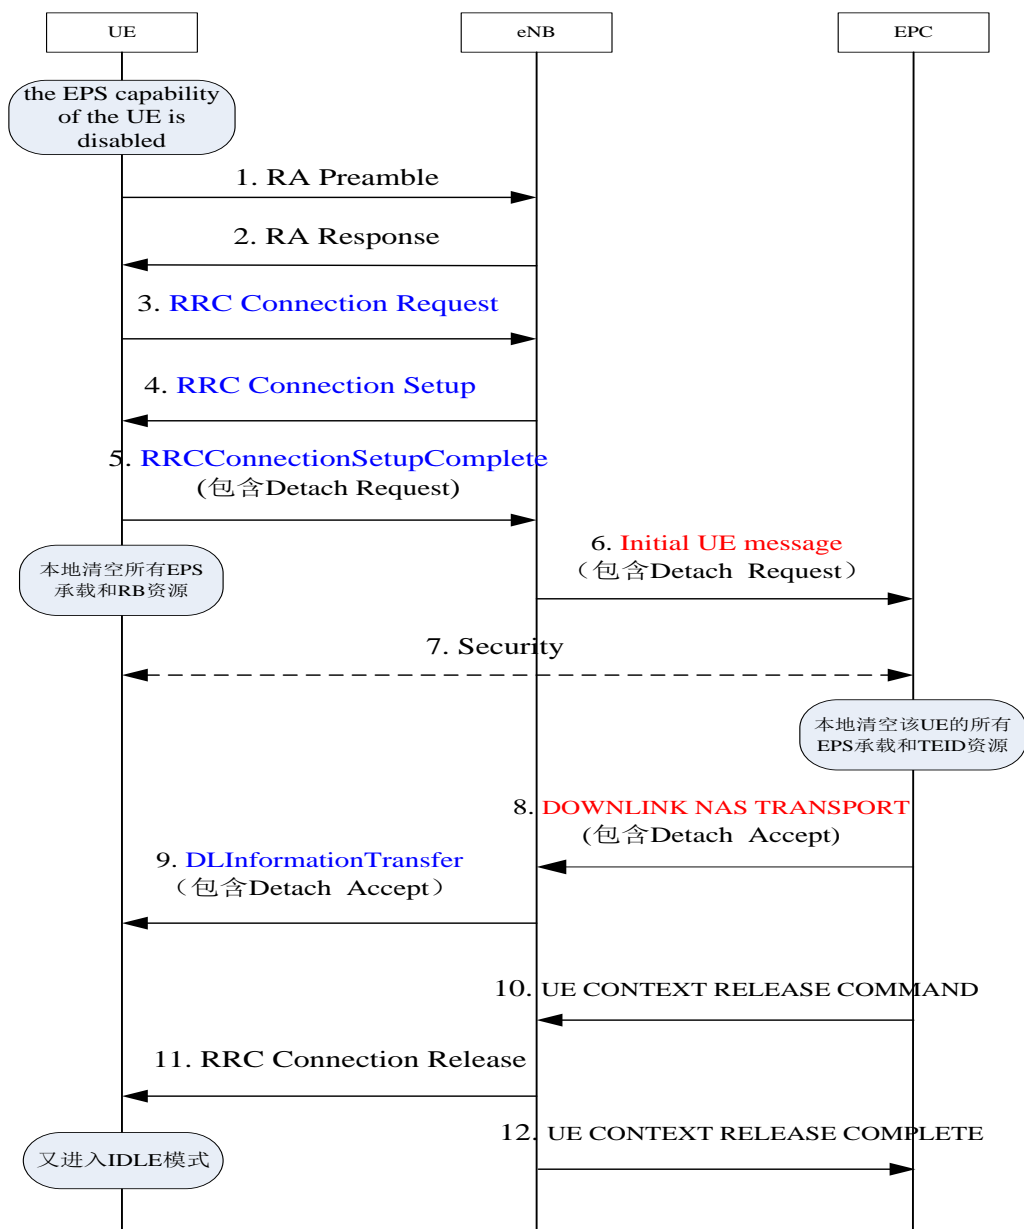 UE
eNB
EPC
the EPS capability
of the UE is
disabled
1. RA Preamble
2. RA Response
3. RRC Connection Request
4. RRC Connection Setup
5. RRCConnectionSetupComplete
(包含Detach Request)
本地清空所有EPS
承载和RB资源
6. Initial UE message
（包含Detach Request）
7. Security
本地清空该UE的所有
EPS承载和TEID资源
8. DOWNLINK NAS TRANSPORT
(包含Detach Accept)
9. DLInformationTransfer
（包含Detach Accept）
10. UE CONTEXT RELEASE COMMAND
11. RRC Connection Release
12. UE CONTEXT RELEASE COMPLETE
又进入IDLE模式